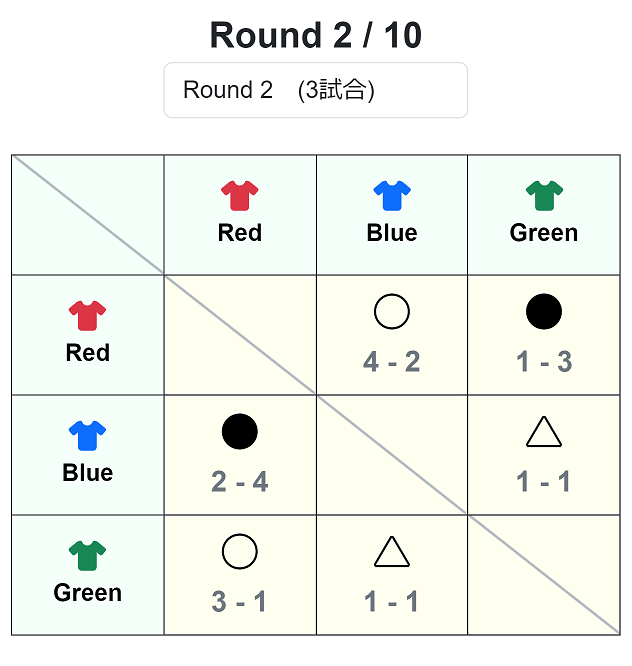 Round 2 / 10
Round 2　(3試合)
Red Blue Green
Red
4 - 2 1 - 3
Blue
2 - 4 1 - 1
Green
3 - 1 1 - 1